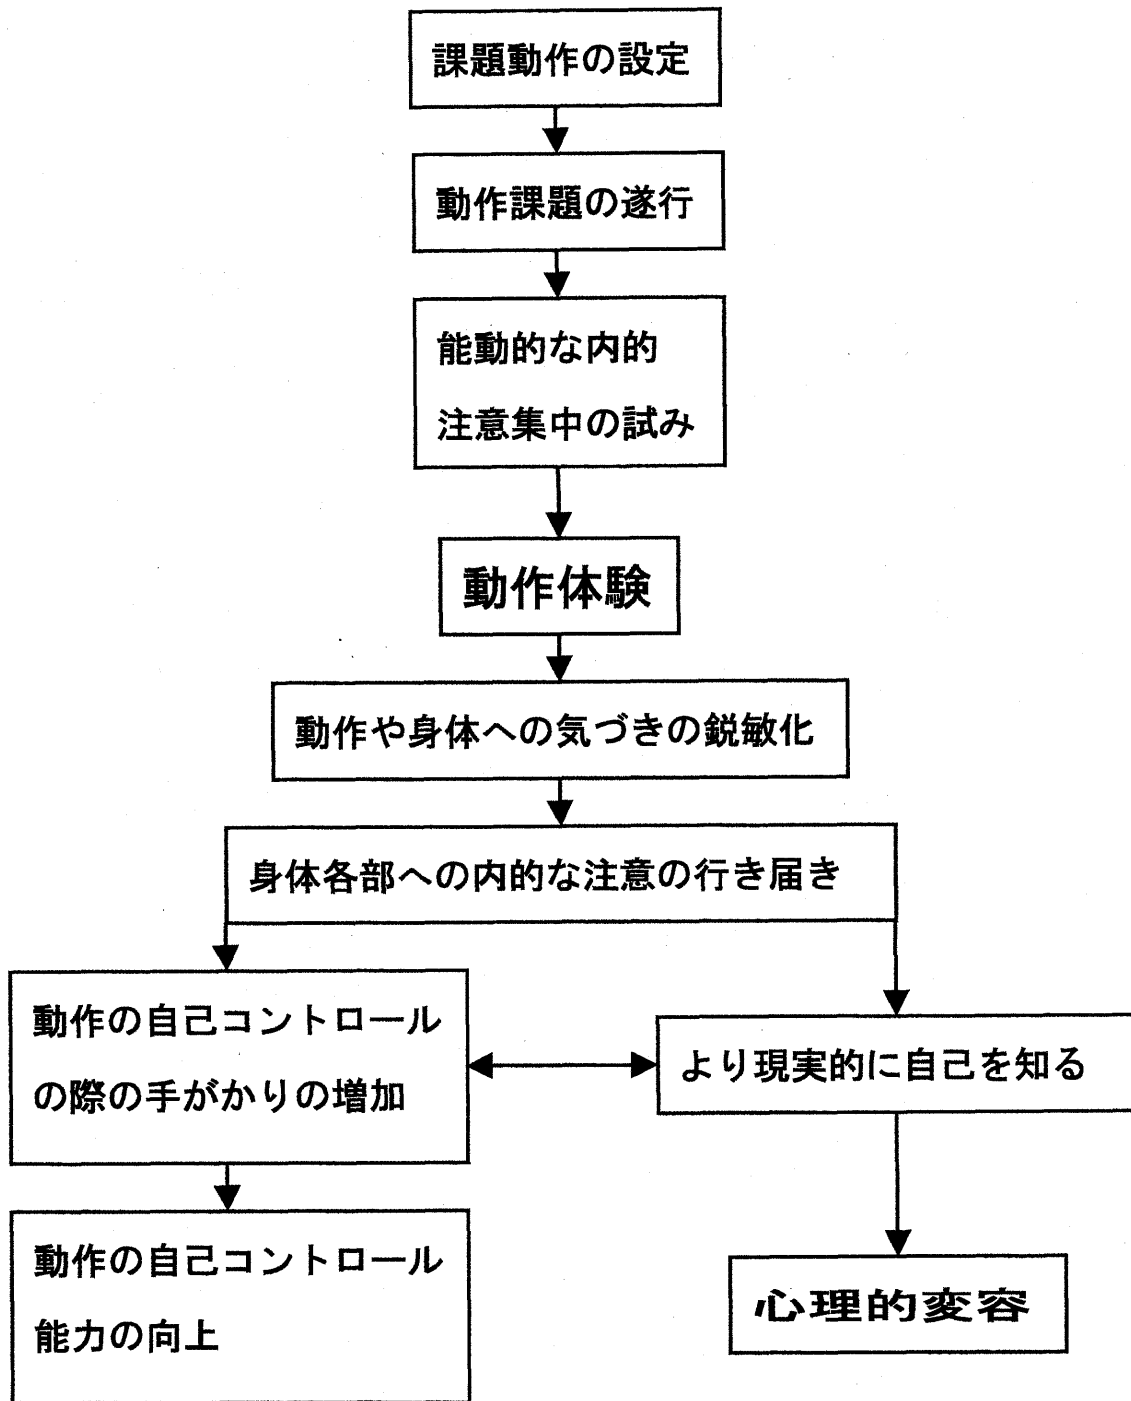 課題動作の設定
動作課題の遂行
能動的な内的
注意集中の試み
動作体験
動作や身体への気づきの鋭敏化
身体各部への内的な注意の行き届き
動作の自己コントロール
の際の手がかりの増加
より現実的に自己を知る
動作の自己コントロール
能力の向上
心理的変容